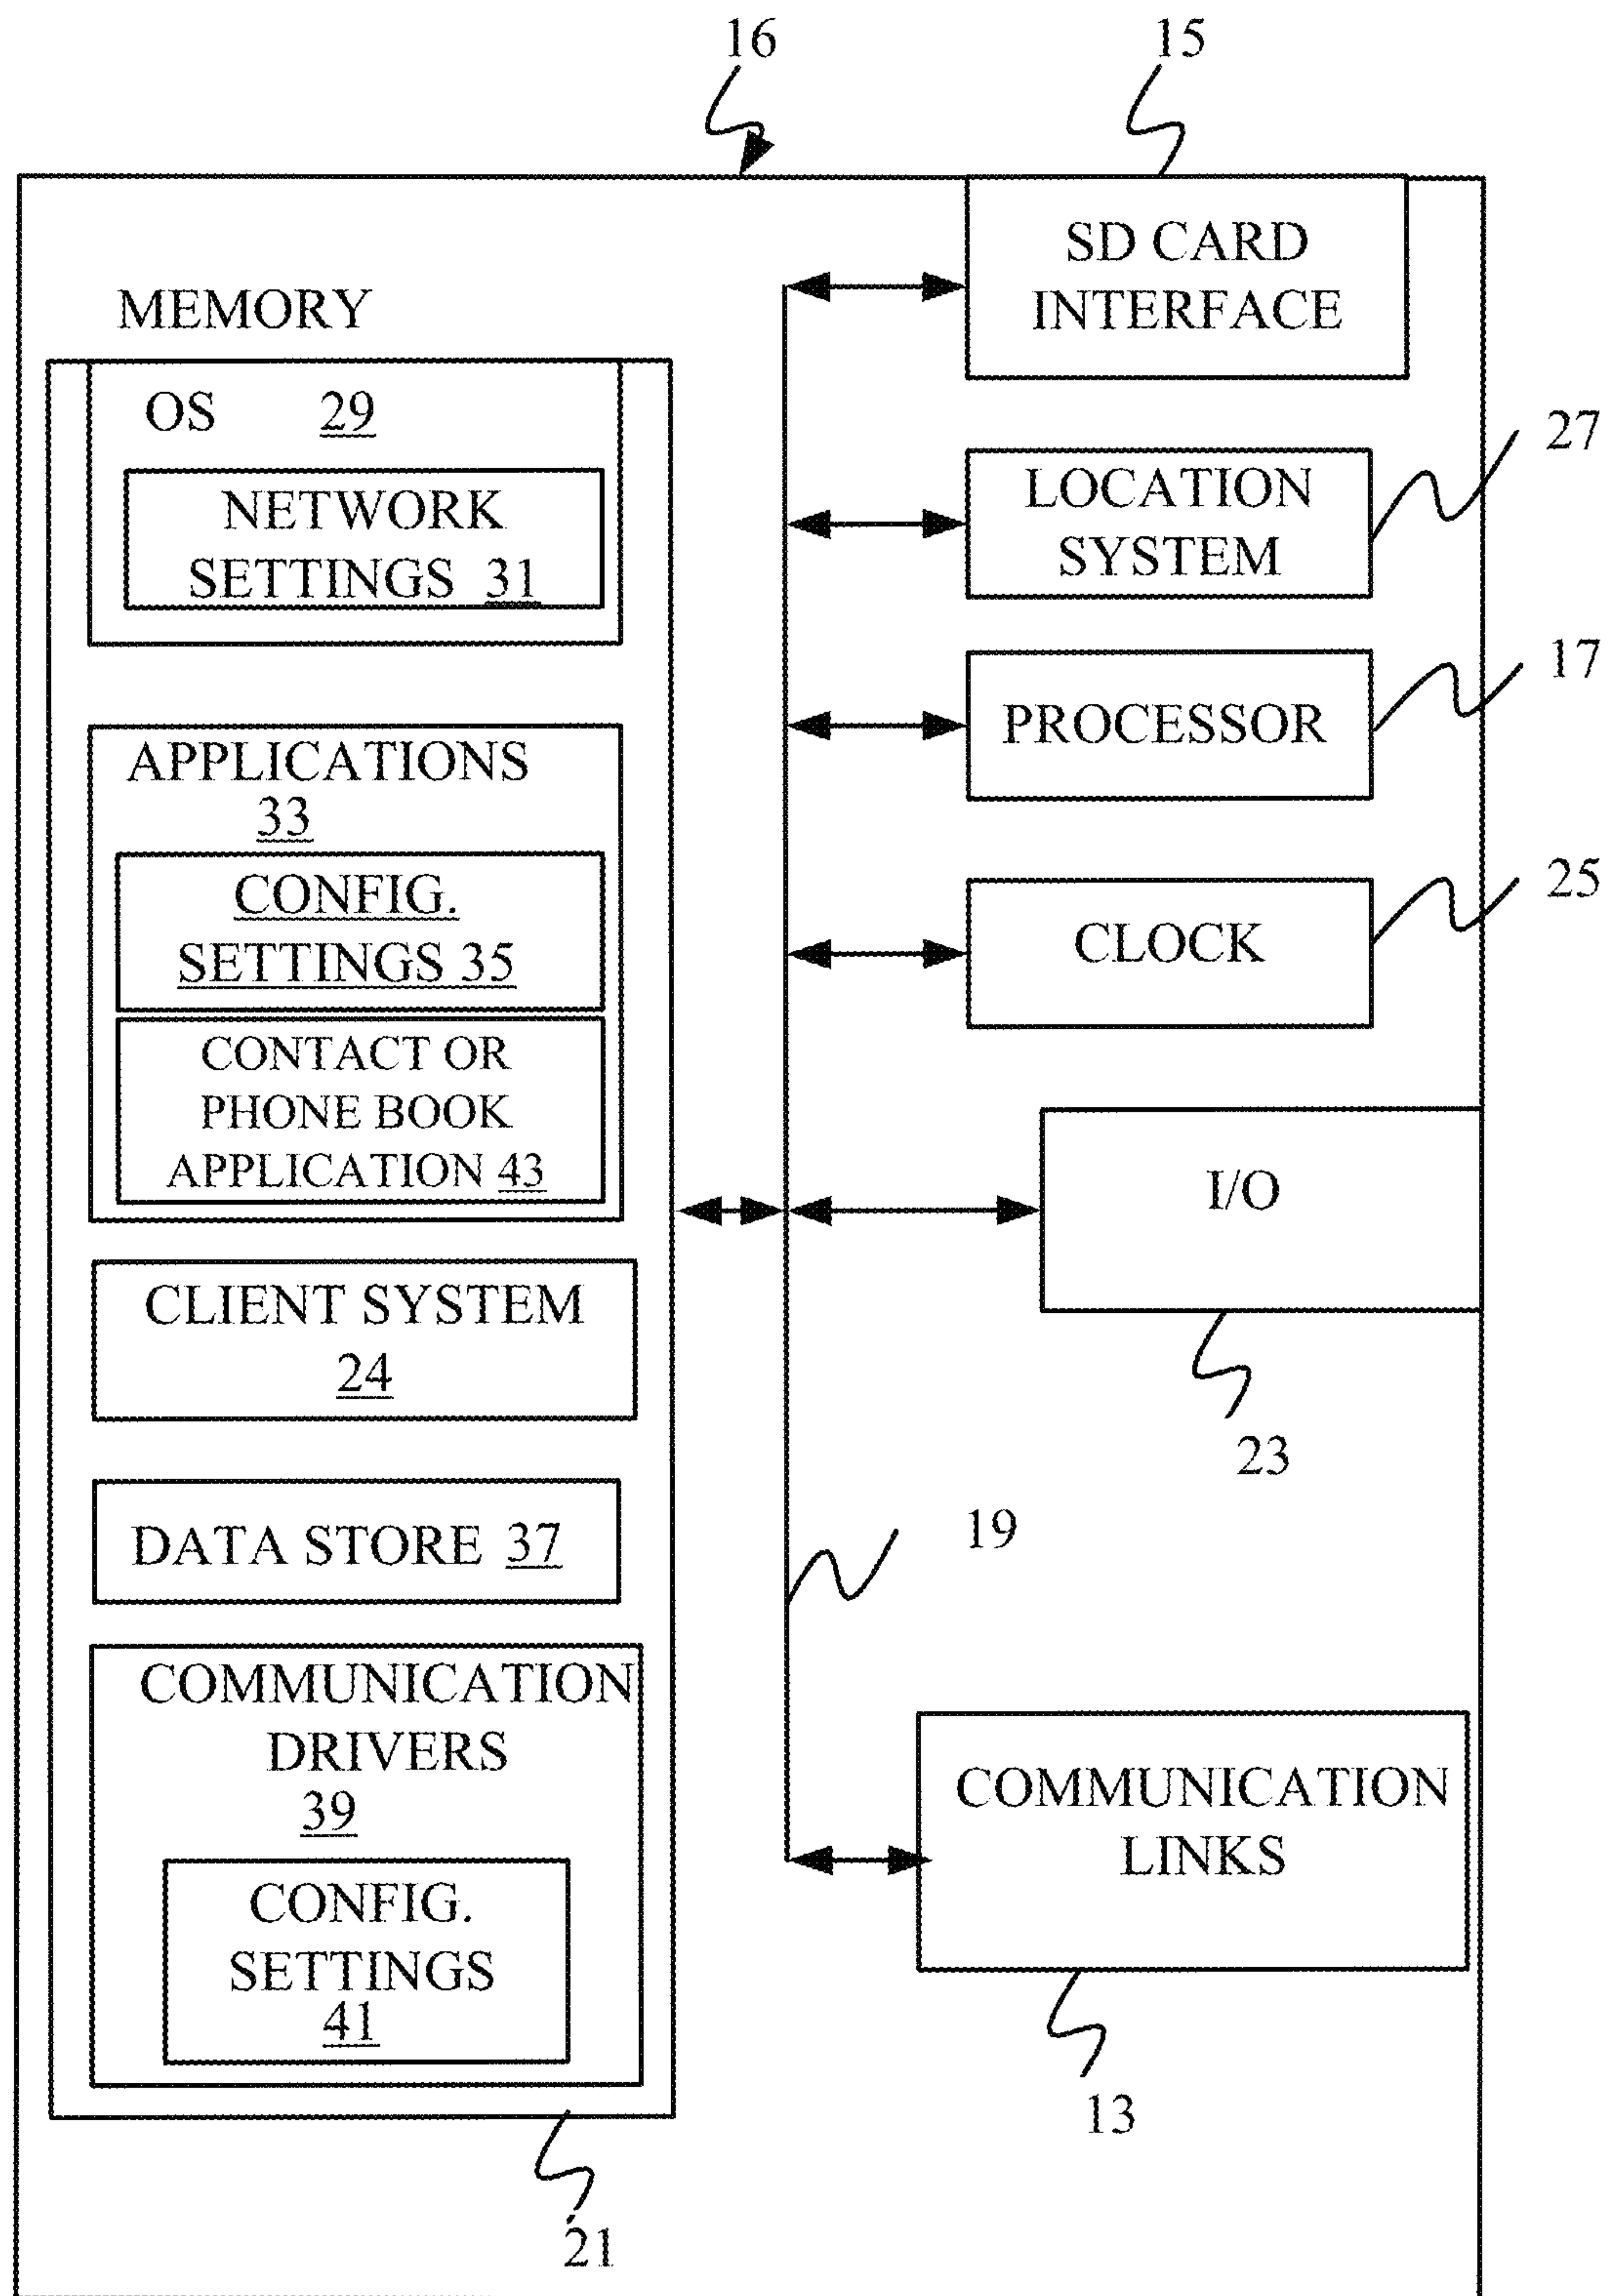 16
15
MEMORY
OS 29
NETWORK
SETTINGS 31
APPLICATIONS
33
CONFIG.
SETTINGS 35
CONTACT OR
PHONE BOOK
APPLICATION 43
CLIENT SYSTEM
24
DATA STORE 37
COMMUNICATION
DRIVERS
39
CONFIG.
SETTINGS
41
21
SD CARD
INTERFACE
LOCATION
SYSTEM
27
PROCESSOR
17
CLOCK
25
I/O
23
19
COMMUNICATION
LINKS
13